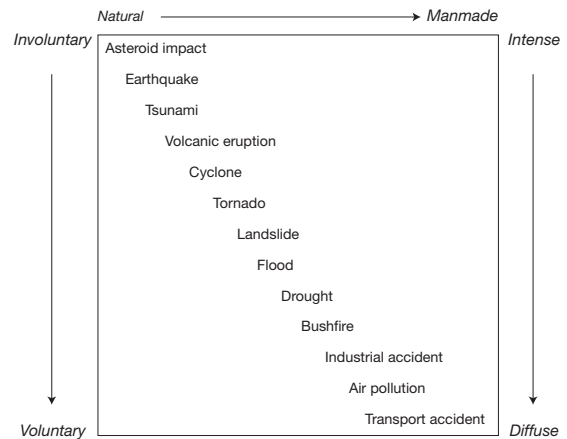 Natural Manmade
Involuntary Intense
Asteroid impact
Earthquake
Tsunami
Volcanic eruption
Cyclone
Tornado
Landslide
Flood
Drought
Bushfire
Industrial accident
Air pollution
Transport accident
Voluntary Diffuse